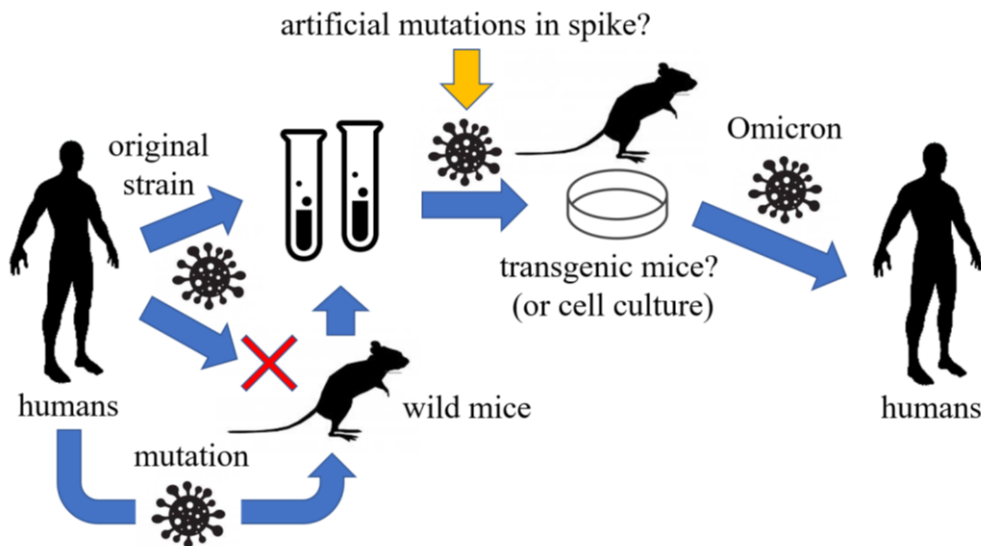 artificial mutations in spike?
original
strain
Omicron
transgenic mice?
(or cell culture)
humans
wild mice
humans
mutation